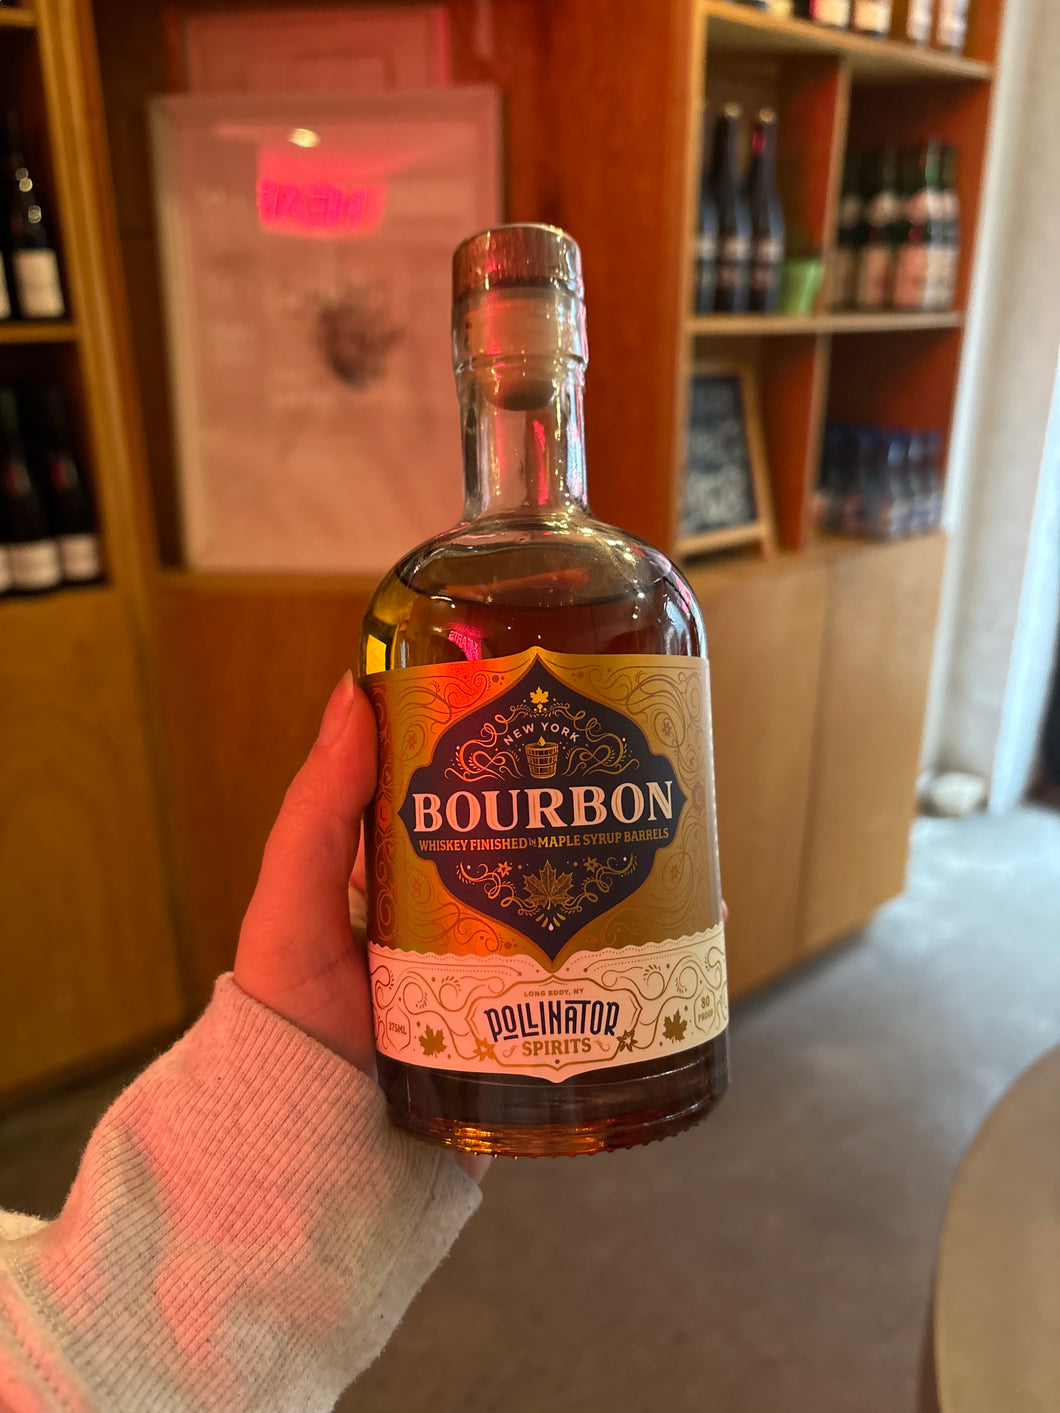 NEW YORK
BOURBON
WHISKEY FINISHED IN MAPLE SYRUP BARRELS
LONG EDDY, NY
POLLINATOR
SPIRITS
375ML
80
PROOF